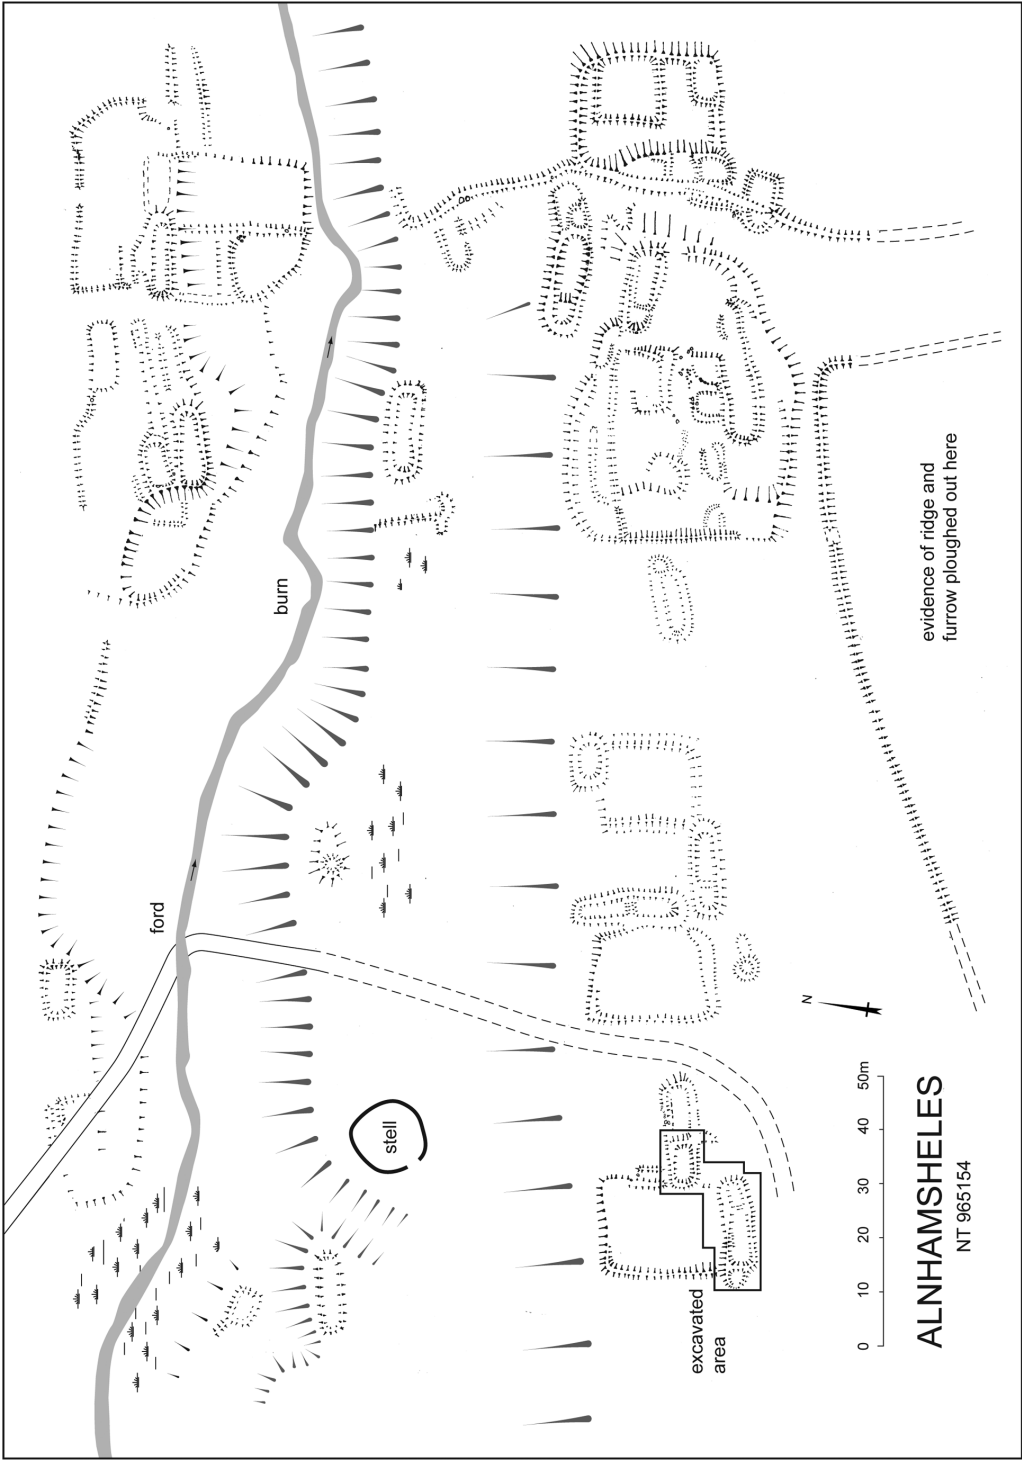 burn
ford
stell
evidence of ridge and
furrow ploughed out here
N
excavated
area
0 10 20 30 40 50m
ALNHAMSHELES
NT 965154